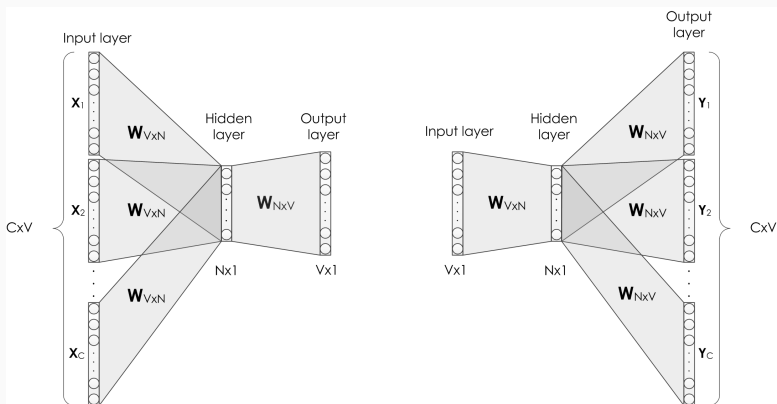 Input layer
X1
WVxN
X2
WVxN
XC
WVxN
CxV
Hidden
layer
Nx1
WNxV
Output
layer
Vx1
Input layer
Vx1
WVxN
Hidden
layer
Nx1
Output
layer
Y1
WNxV
Y2
WNxV
YC
WNxV
CxV